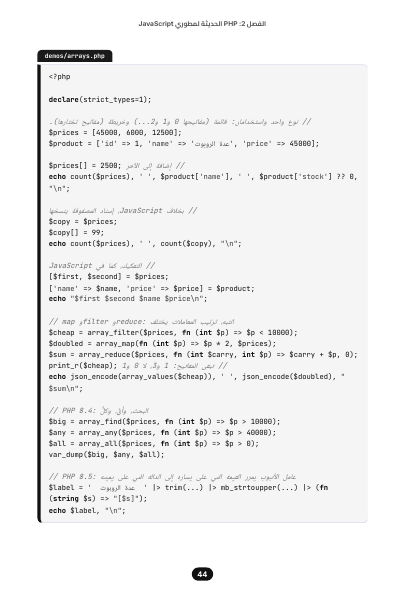 الفصل 2: PHP الحديثة لمطوري JavaScript
demos/arrays.php
<?php
declare(strict_types=1);
// نوع واحد واستخدامان: قائمة (مفاتيحها 0 و1 و2...) وخريطة (مفاتيح تختارها).
$prices = [45000, 6000, 12500];
$product = ['id' => 1, 'name' => 'عدة الروبوت', 'price' => 45000];
$prices[] = 2500; // إضافة إلى الآخر
echo count($prices), ' ', $product['name'], ' ', $product['stock'] ?? 0,
"\n";
// بخلاف JavaScript، إسناد المصفوفة ينسخها
$copy = $prices;
$copy[] = 99;
echo count($prices), ' ', count($copy), "\n";
// التفكيك، كما في JavaScript
[$first, $second] = $prices;
['name' => $name, 'price' => $price] = $product;
echo "$first $second $name $price\n";
// map وfilter وreduce: انتبه، ترتيب المعاملات يختلف
$cheap = array_filter($prices, fn (int $p) => $p < 10000);
$doubled = array_map(fn (int $p) => $p * 2, $prices);
$sum = array_reduce($prices, fn (int $carry, int $p) => $carry + $p, 0);
print_r($cheap); // تبقى المفاتيح: 1 و3، لا 0 و1
echo json_encode(array_values($cheap)), ' ', json_encode($doubled), "
$sum\n";
// PHP 8.4: البحث، وأيّ، وكلّ
$big = array_find($prices, fn (int $p) => $p > 10000);
$any = array_any($prices, fn (int $p) => $p > 40000);
$all = array_all($prices, fn (int $p) => $p > 0);
var_dump($big, $any, $all);
// PHP 8.5: عامل الأنبوب يمرر القيمة التي على يساره إلى الدالة التي على يمينه
$label = ' عدة الروبوت ' |> trim(...) |> mb_strtoupper(...) |> (fn
(string $s) => "[$s]");
echo $label, "\n";
44